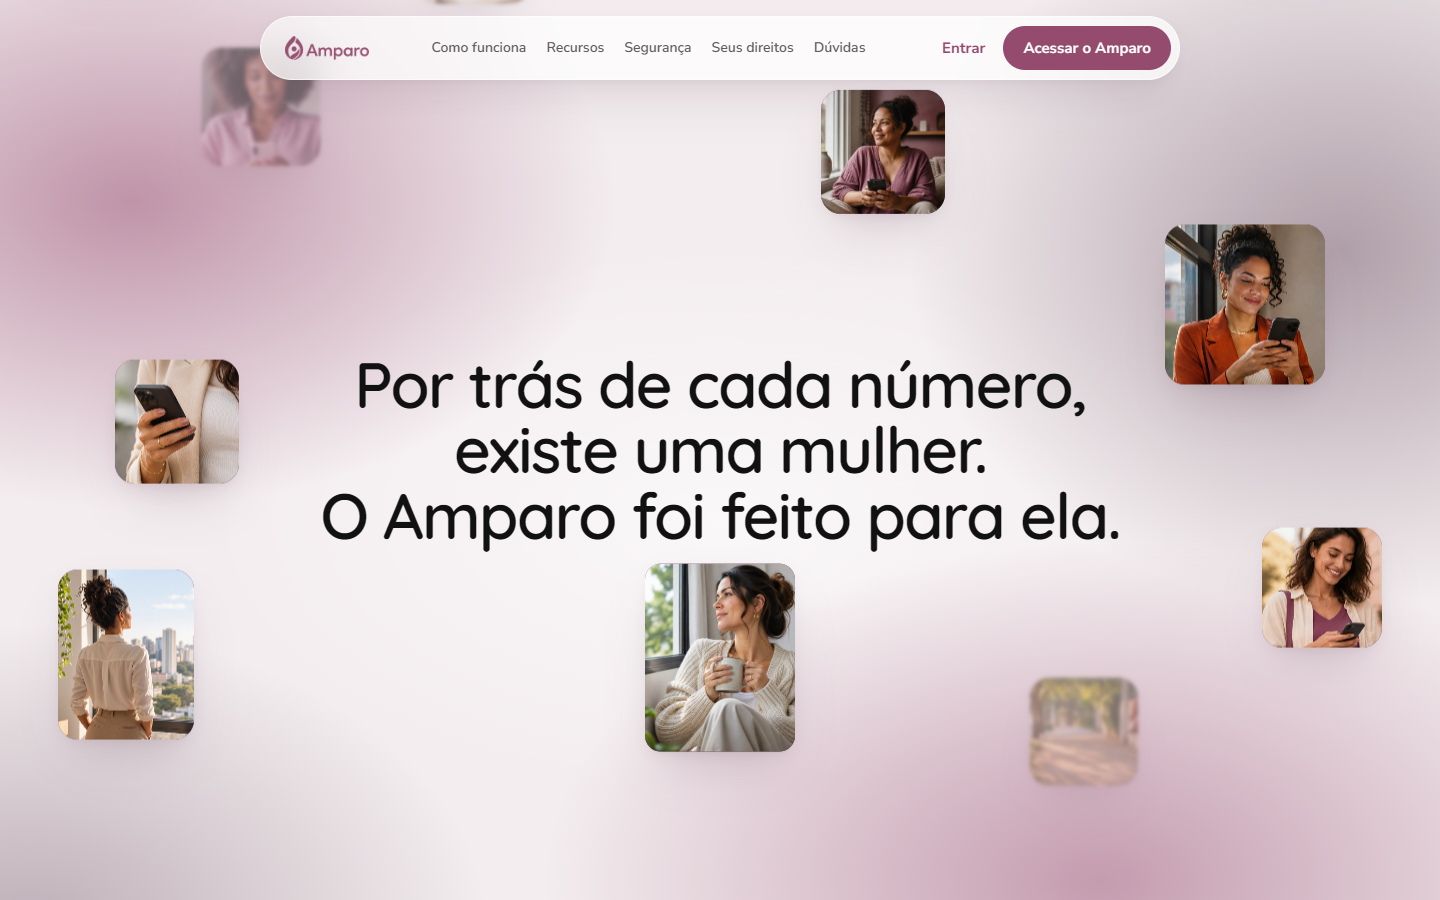 Amparo
Como funciona
Recursos
Segurança
Seus direitos
Dúvidas
Entrar
Acessar o Amparo
Por trás de cada número,
existe uma mulher.
O Amparo foi feito para ela.